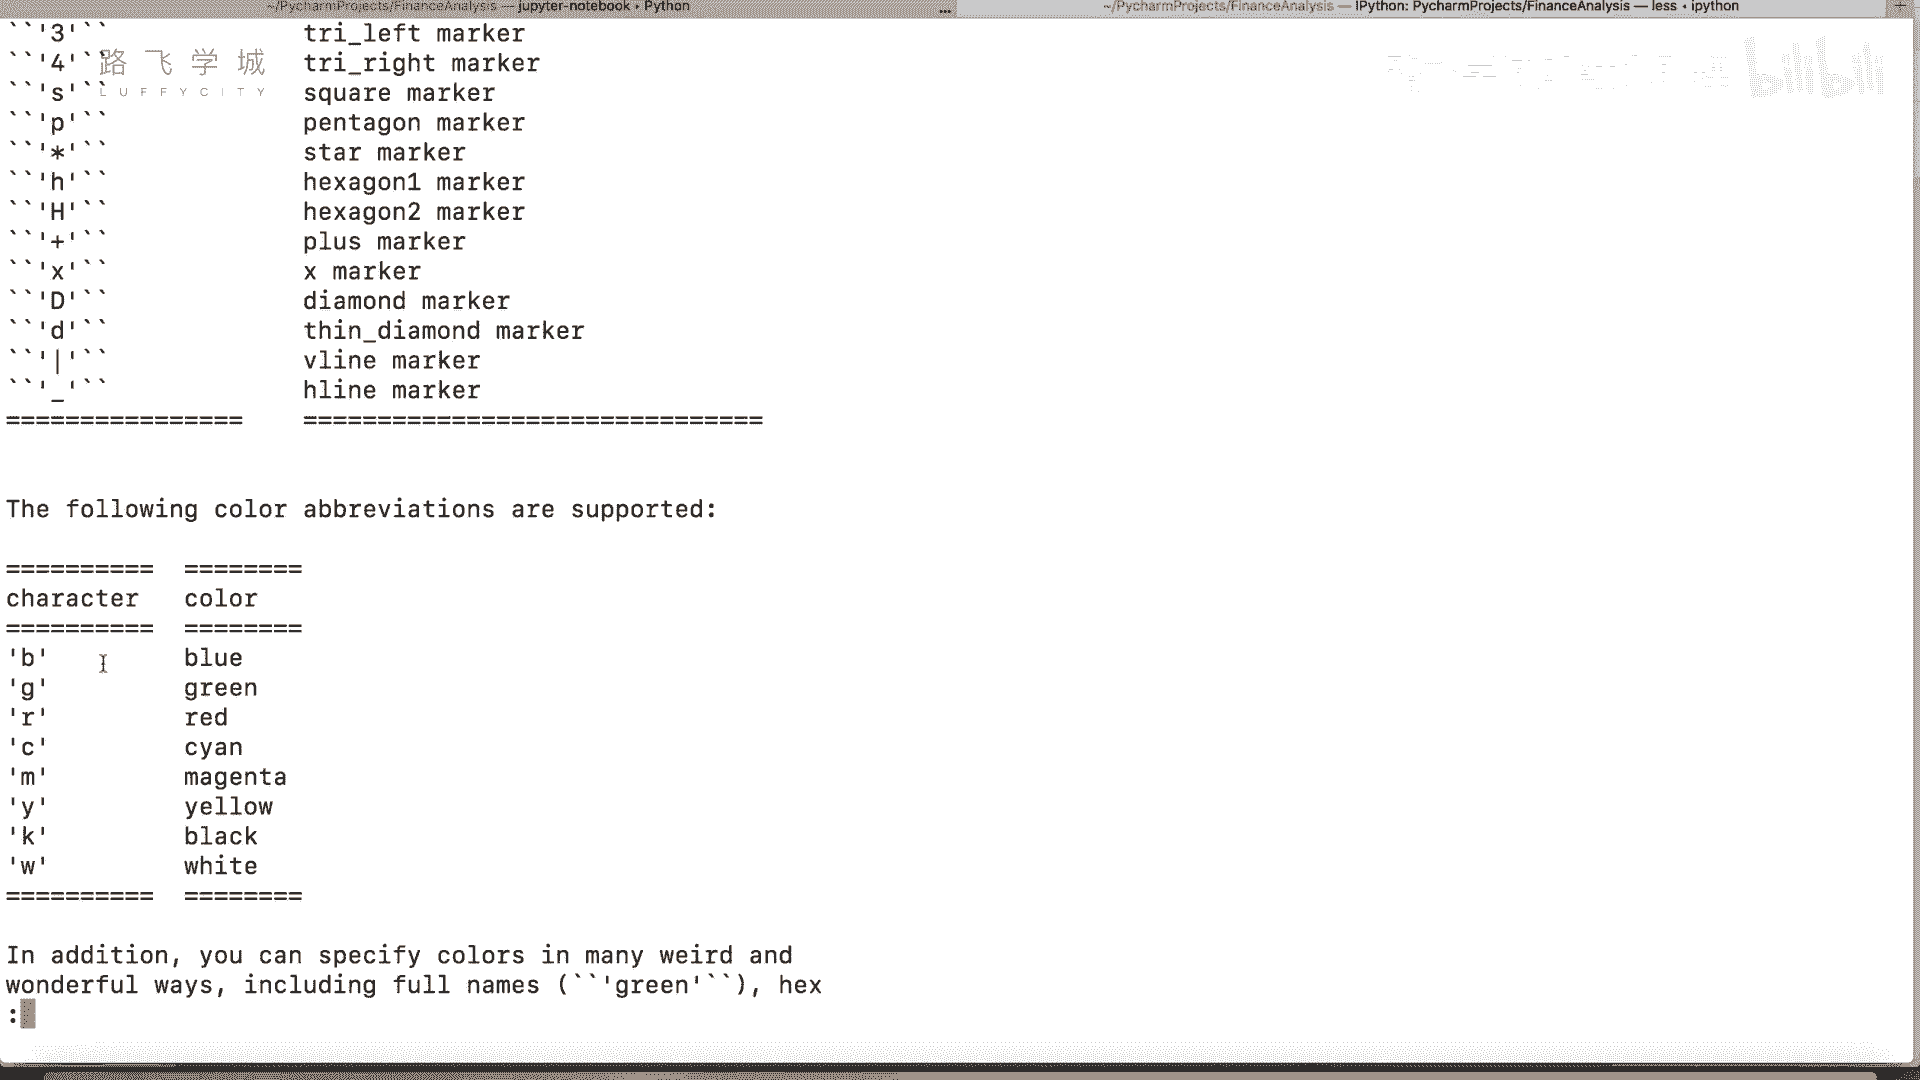 ~/PycharmProjects/FinanceAnalysis — jupyter-notebook • Python ... ~/PycharmProjects/FinanceAnalysis — IPython: PycharmProjects/FinanceAnalysis — less • ipython +
``'3'`` tri_left marker
``'4'`` tri_right marker
路飞学城
LUFFYCITY
bilibili
``'s'`` square marker
``'p'`` pentagon marker
``'*'`` star marker
``'h'`` hexagon1 marker
``'H'`` hexagon2 marker
``'+'`` plus marker
``'x'`` x marker
``'D'`` diamond marker
``'d'`` thin_diamond marker
``'|'`` vline marker
``'_'`` hline marker
================ ===============================
The following color abbreviations are supported:
========== ========
character color
========== ========
'b' blue
'g' green
'r' red
'c' cyan
'm' magenta
'y' yellow
'k' black
'w' white
========== ========
In addition, you can specify colors in many weird and
wonderful ways, including full names (``'green'``), hex
: